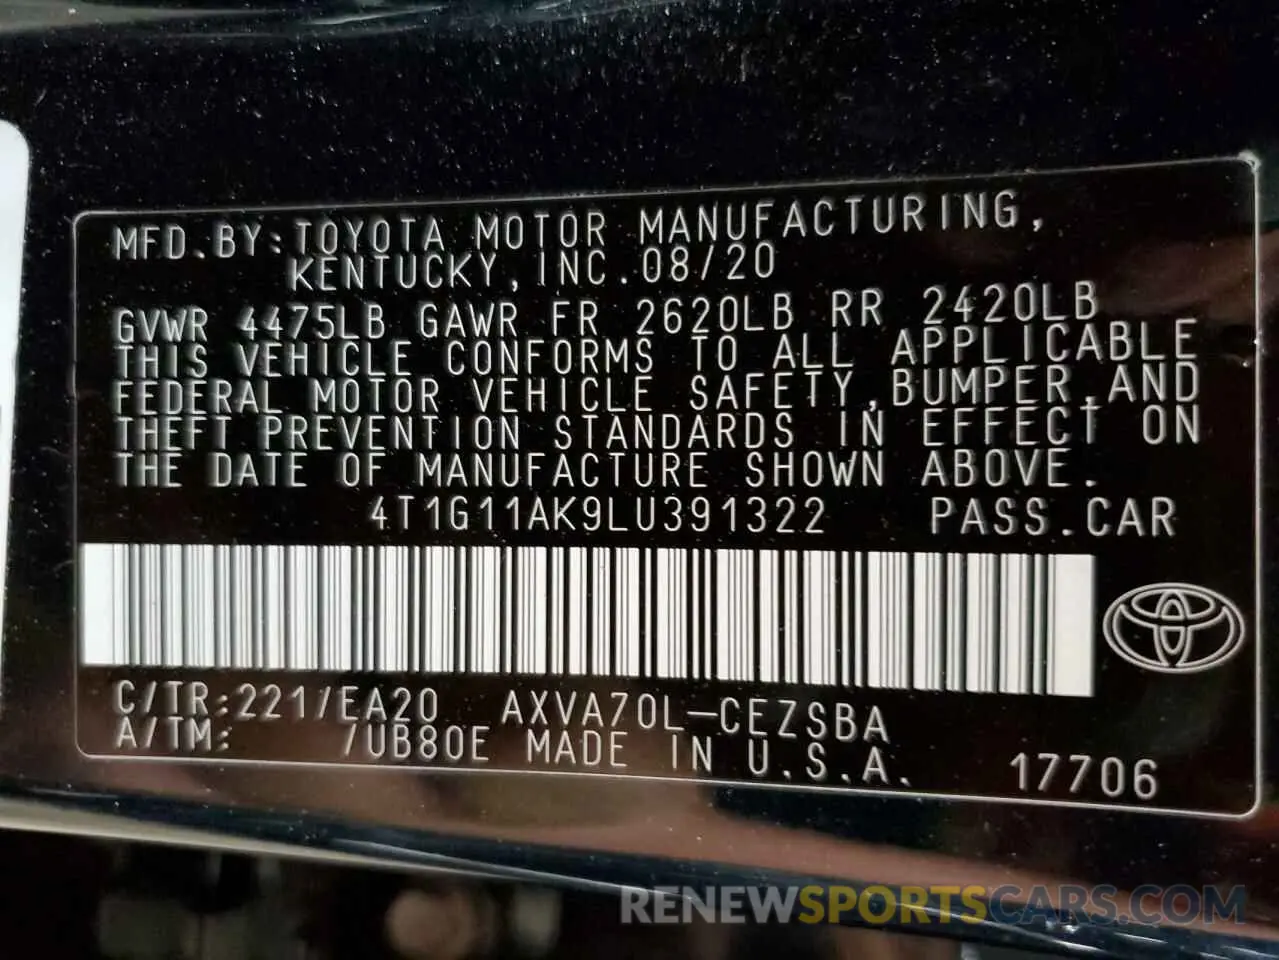 MFD.BY:TOYOTA MOTOR MANUFACTURING,
KENTUCKY,INC.08/20
GVWR 4475LB GAWR FR 2620LB RR 2420LB
THIS VEHICLE CONFORMS TO ALL APPLICABLE
FEDERAL MOTOR VEHICLE SAFETY,BUMPER,AND
THEFT PREVENTION STANDARDS IN EFFECT ON
THE DATE OF MANUFACTURE SHOWN ABOVE.
4T1G11AK9LU391322 PASS.CAR
C/TR:221/EA20 AXVA70L-CEZSBA
A/TM: /UB80E MADE IN U.S.A. 17706
RENEWSPORTSCARS.COM